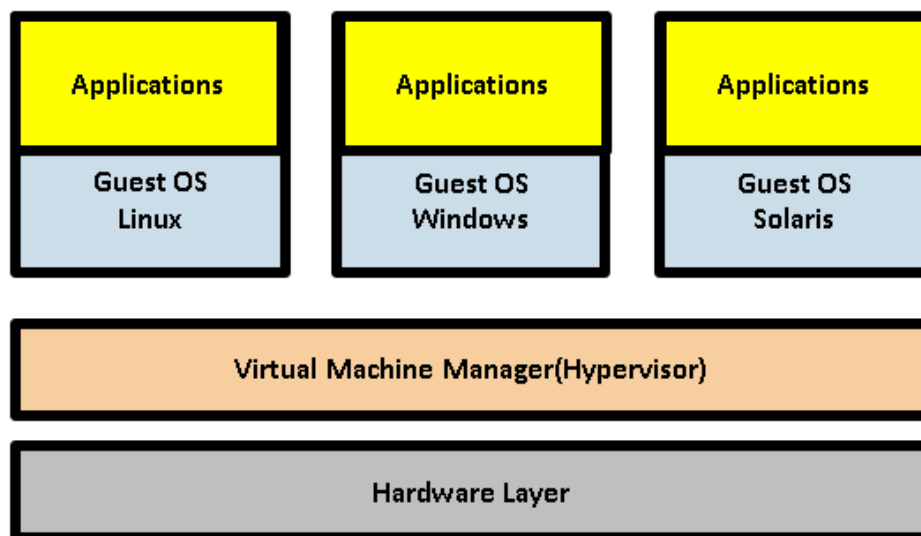 Applications
Applications
Applications
Guest OS
Linux
Guest OS
Windows
Guest OS
Solaris
Virtual Machine Manager(Hypervisor)
Hardware Layer